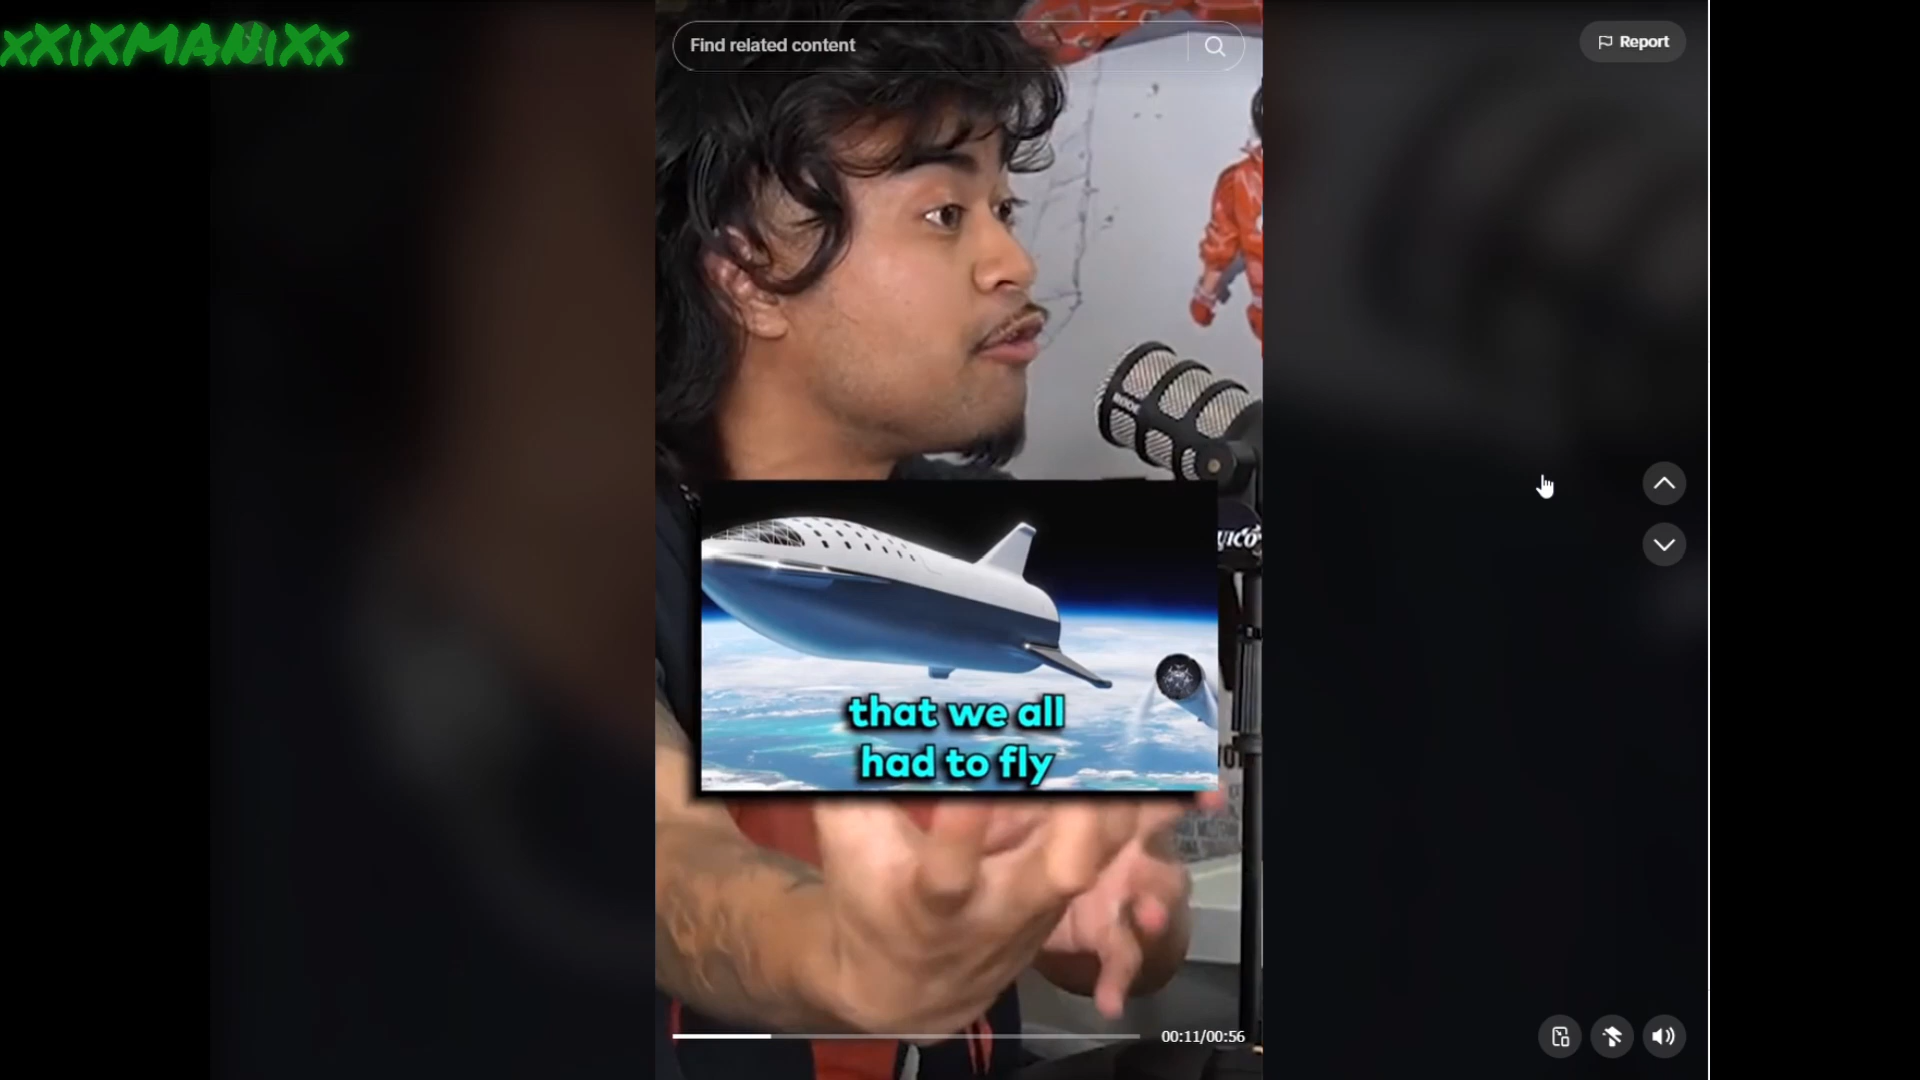 xXiXMANiXx
Find related content
Report
that we all
had to fly
00:11/00:56